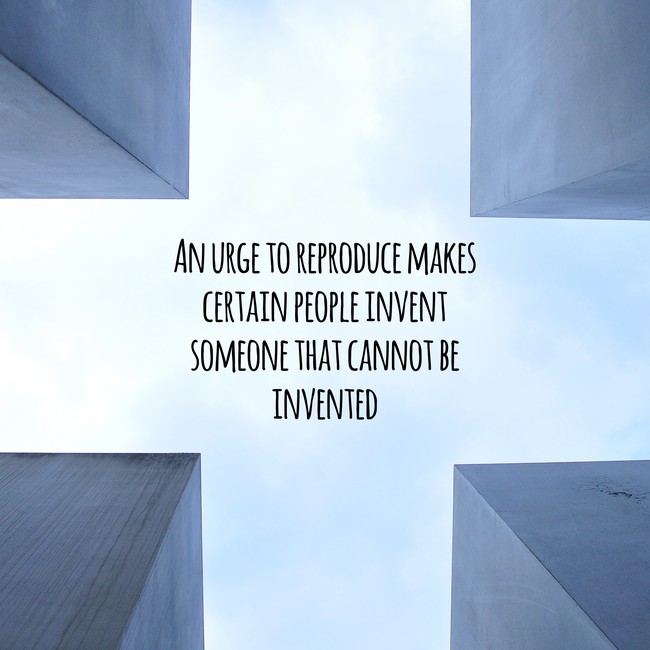 An urge to reproduce makes
certain people invent
someone that cannot be
invented